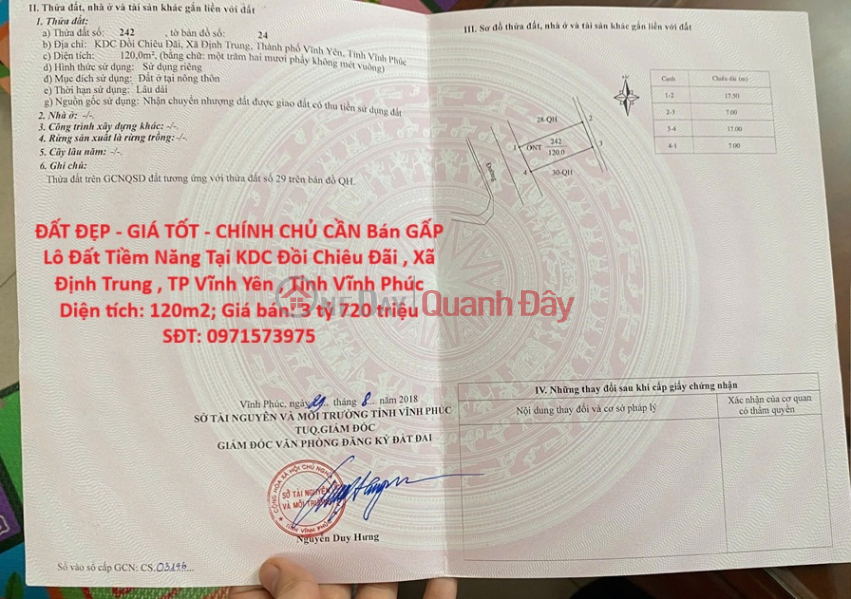 II. Thửa đất, nhà ở và tài sản khác gắn liền với đất
1. Thửa đất:
a) Thửa đất số: 242 , tờ bản đồ số: 24
b) Địa chỉ: KDC Đồi Chiêu Đãi, Xã Định Trung, Thành phố Vĩnh Yên, Tỉnh Vĩnh Phúc
c) Diện tích: 120,0m², (bằng chữ: một trăm hai mươi phẩy không mét vuông)
d) Hình thức sử dụng: Sử dụng riêng
đ) Mục đích sử dụng: Đất ở tại nông thôn
e) Thời hạn sử dụng: Lâu dài
g) Nguồn gốc sử dụng: Nhận chuyển nhượng đất được giao đất có thu tiền sử dụng đất
2. Nhà ở: -/-
3. Công trình xây dựng khác: -/-
4. Rừng sản xuất là rừng trồng: -/-
5. Cây lâu năm: -/-
6. Ghi chú:
Thửa đất trên GCNQSD đất tương ứng với thửa đất số 29 trên bản đồ QH.
ĐẤT ĐẸP - GIÁ TỐT - CHÍNH CHỦ CẦN Bán GẤP
Lô Đất Tiềm Năng Tại KDC Đồi Chiêu Đãi , Xã
Định Trung , TP Vĩnh Yên , Tỉnh Vĩnh Phúc
Diện tích: 120m2; Giá bán: 3 tỷ 720 triệu
SĐT: 0971573975
Quanh Đây
Vĩnh Phúc, ngày 29 tháng 8 năm 2018
SỞ TÀI NGUYÊN VÀ MÔI TRƯỜNG TỈNH VĨNH PHÚC
TUQ.GIÁM ĐỐC
GIÁM ĐỐC VĂN PHÒNG ĐĂNG KÝ ĐẤT ĐAI
SỞ TÀI NGUYÊN
VÀ MÔI TRƯỜNG
Nguyễn Duy Hưng
Số vào sổ cấp GCN: CS.03196...
III. Sơ đồ thửa đất, nhà ở và tài sản khác gắn liền với đất
Cạnh Chiều dài (m)
1-2 17.50
2-3 7.00
3-4 17.00
4-1 7.00
28-QH
1
2
3
4
ONT 242
120.0
30-QH
Đường
IV. Những thay đổi sau khi cấp giấy chứng nhận
Nội dung thay đổi và cơ sở pháp lý
Xác nhận của cơ quan
có thẩm quyền